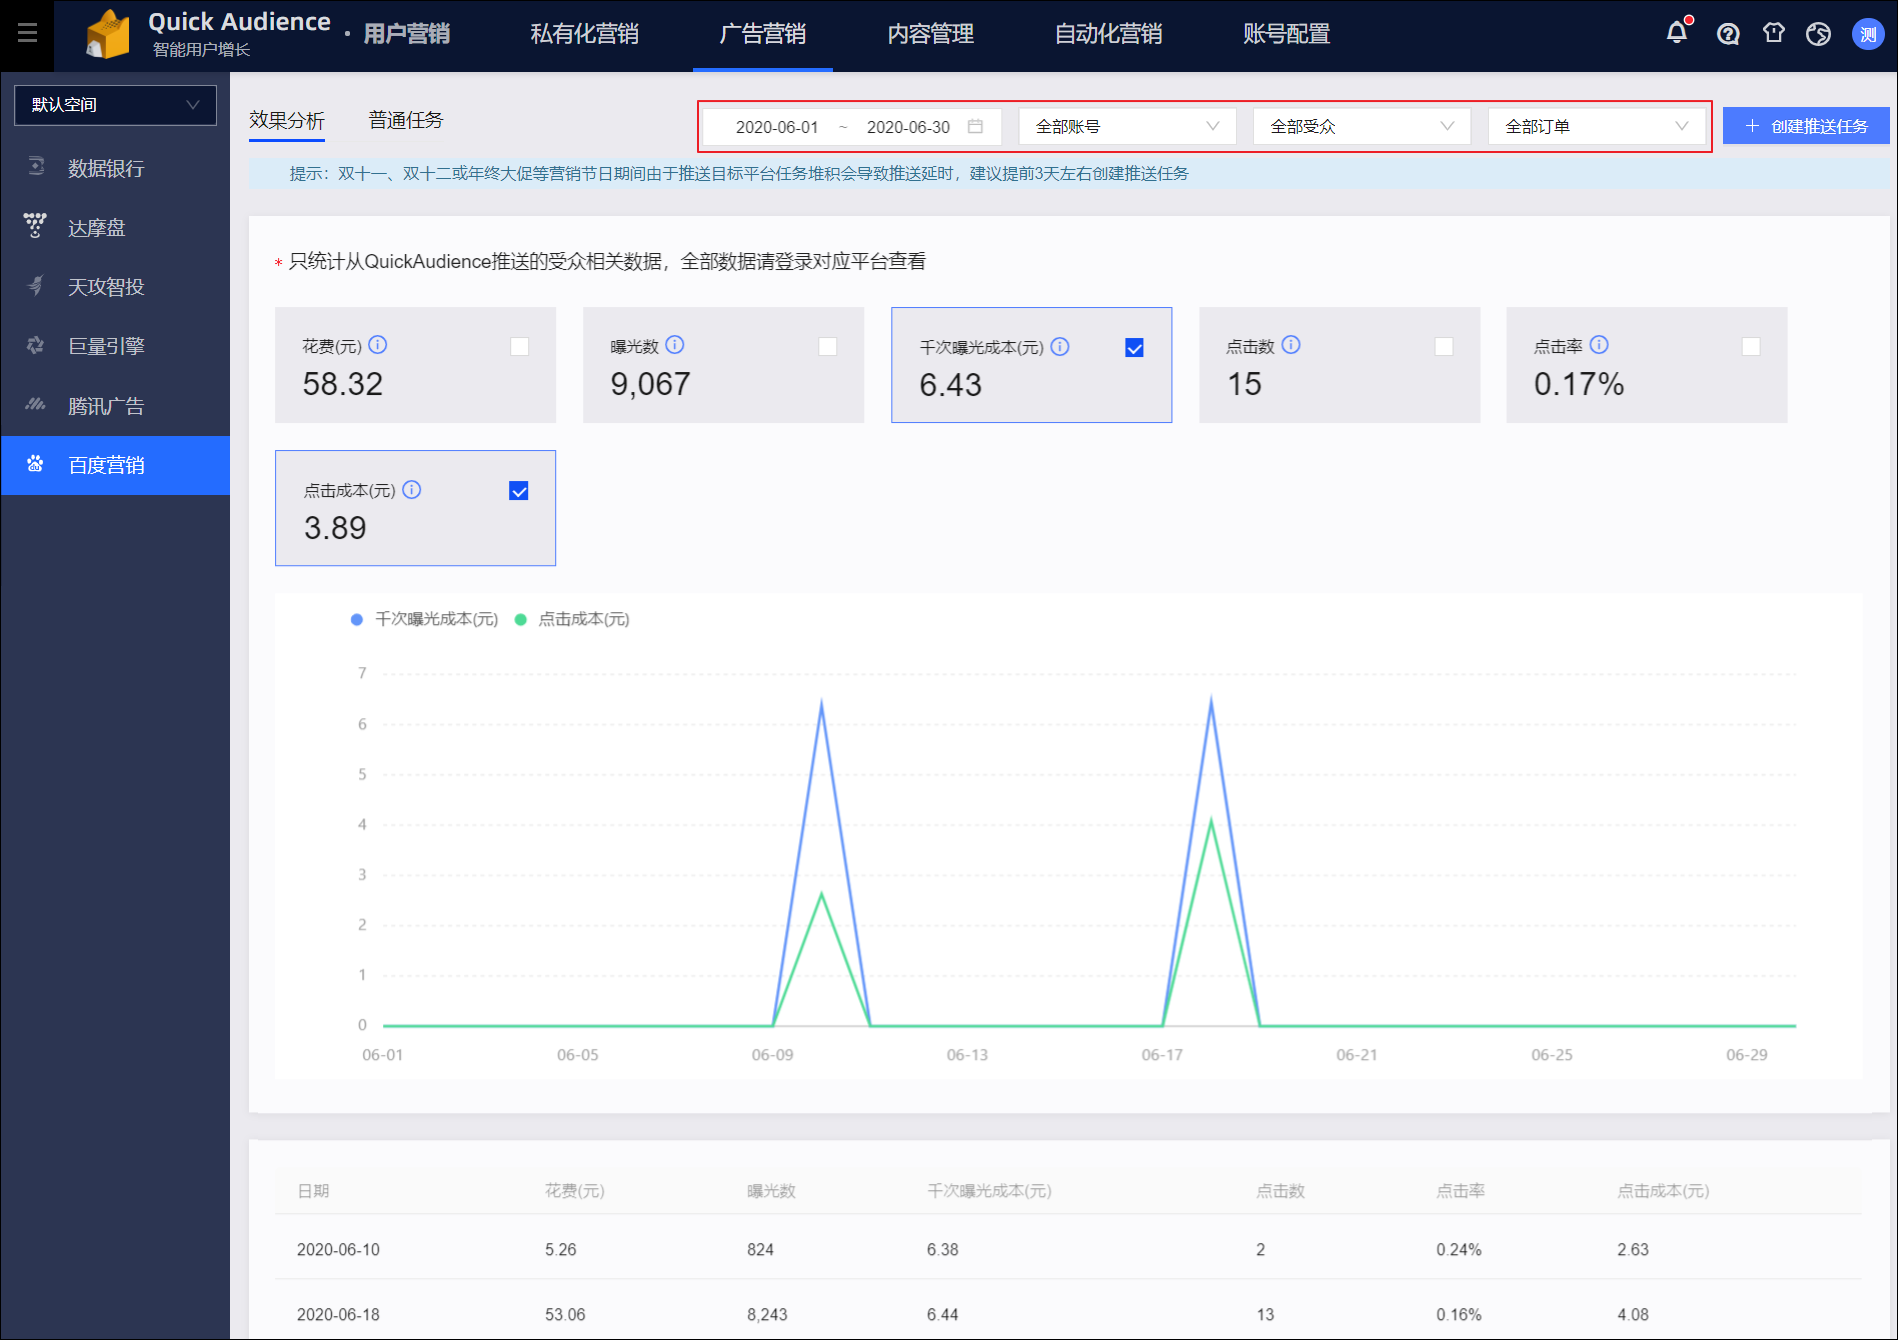 Quick Audience · 用户营销
智能用户增长
私有化营销
广告营销
内容管理
自动化营销
账号配置
测
默认空间
数据银行
达摩盘
天攻智投
巨量引擎
腾讯广告
百度营销
效果分析
普通任务
2020-06-01 ~ 2020-06-30
全部账号
全部受众
全部订单
+ 创建推送任务
提示：双十一、双十二或年终大促等营销节日期间由于推送目标平台任务堆积会导致推送延时，建议提前3天左右创建推送任务
* 只统计从QuickAudience推送的受众相关数据，全部数据请登录对应平台查看
花费(元)
58.32
曝光数
9,067
千次曝光成本(元)
6.43
点击数
15
点击率
0.17%
点击成本(元)
3.89
千次曝光成本(元) 点击成本(元)
7
6
5
4
3
2
1
0
06-01 06-05 06-09 06-13 06-17 06-21 06-25 06-29
日期 花费(元) 曝光数 千次曝光成本(元) 点击数 点击率 点击成本(元)
2020-06-10 5.26 824 6.38 2 0.24% 2.63
2020-06-18 53.06 8,243 6.44 13 0.16% 4.08